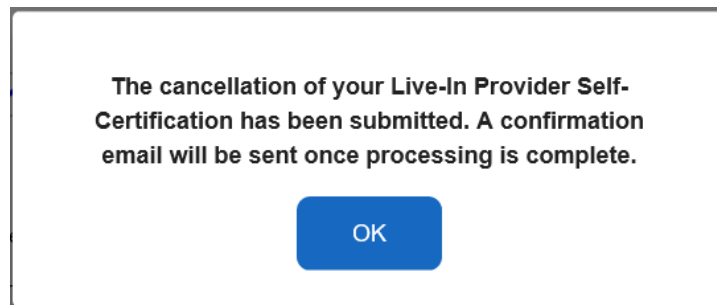 The cancellation of your Live-In Provider Self-
Certification has been submitted. A confirmation
email will be sent once processing is complete.
OK